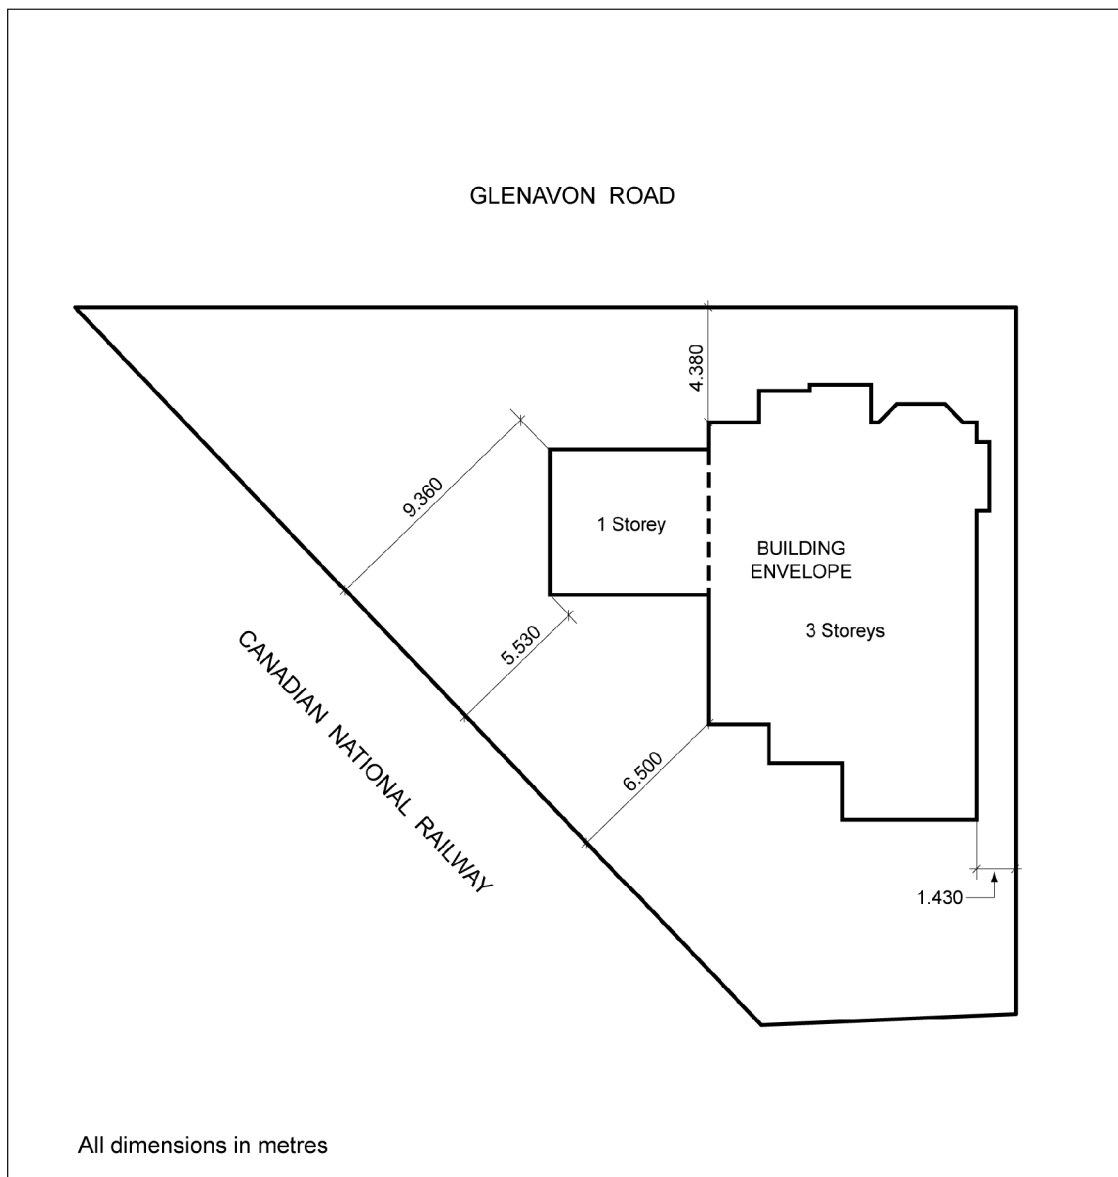 GLENAVON ROAD
4.380
9.360
1 Storey
BUILDING
ENVELOPE
3 Storeys
5.530
CANADIAN NATIONAL RAILWAY
6.500
1.430
All dimensions in metres